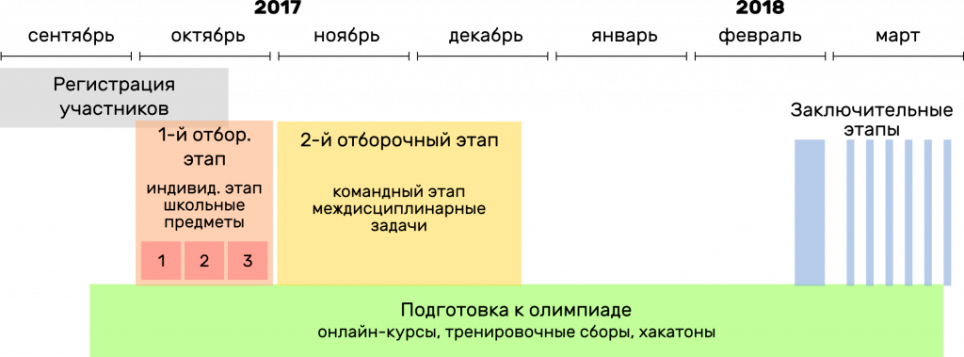 2017
2018
сентябрь
октябрь
ноябрь
декабрь
январь
февраль
март
Регистрация
участников
1-й отбор.
этап
индивид. этап
школьные
предметы
1
2
3
2-й отборочный этап
командный этап
междисциплинарные
задачи
Заключительные
этапы
Подготовка к олимпиаде
онлайн-курсы, тренировочные сборы, хакатоны